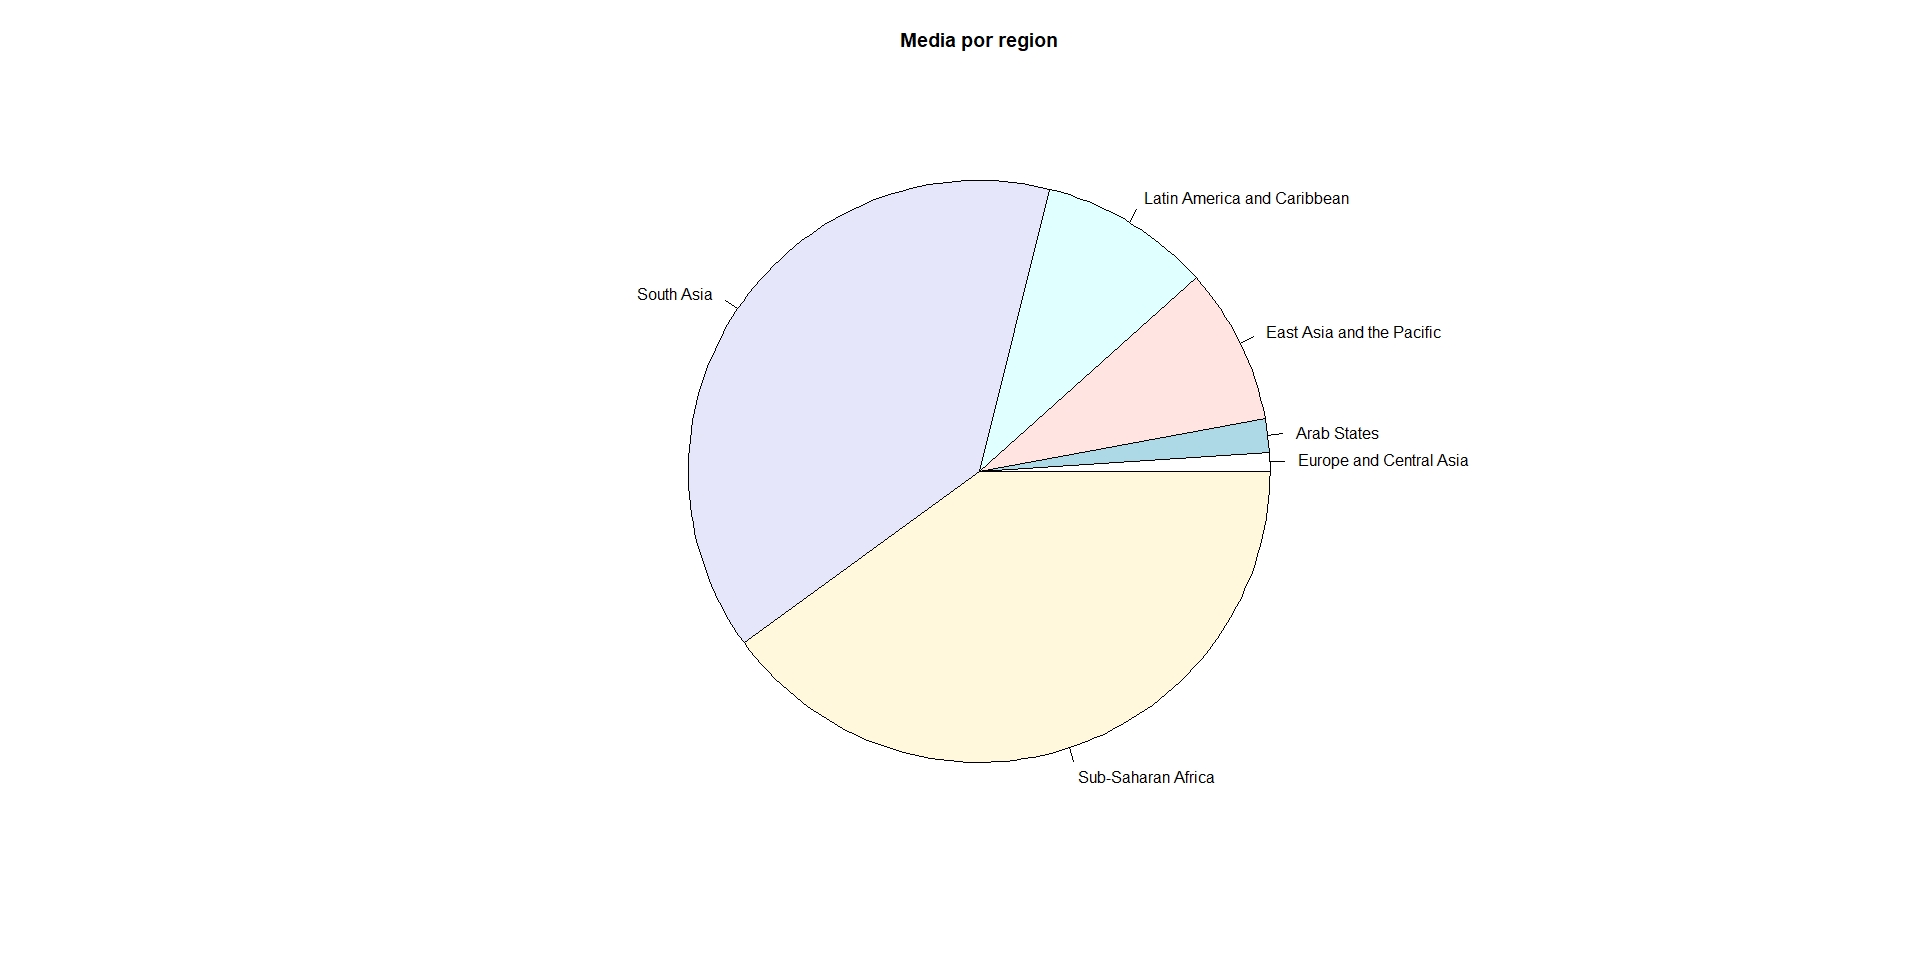 Media por region
Latin America and Caribbean
South Asia
East Asia and the Pacific
Arab States
Europe and Central Asia
Sub-Saharan Africa